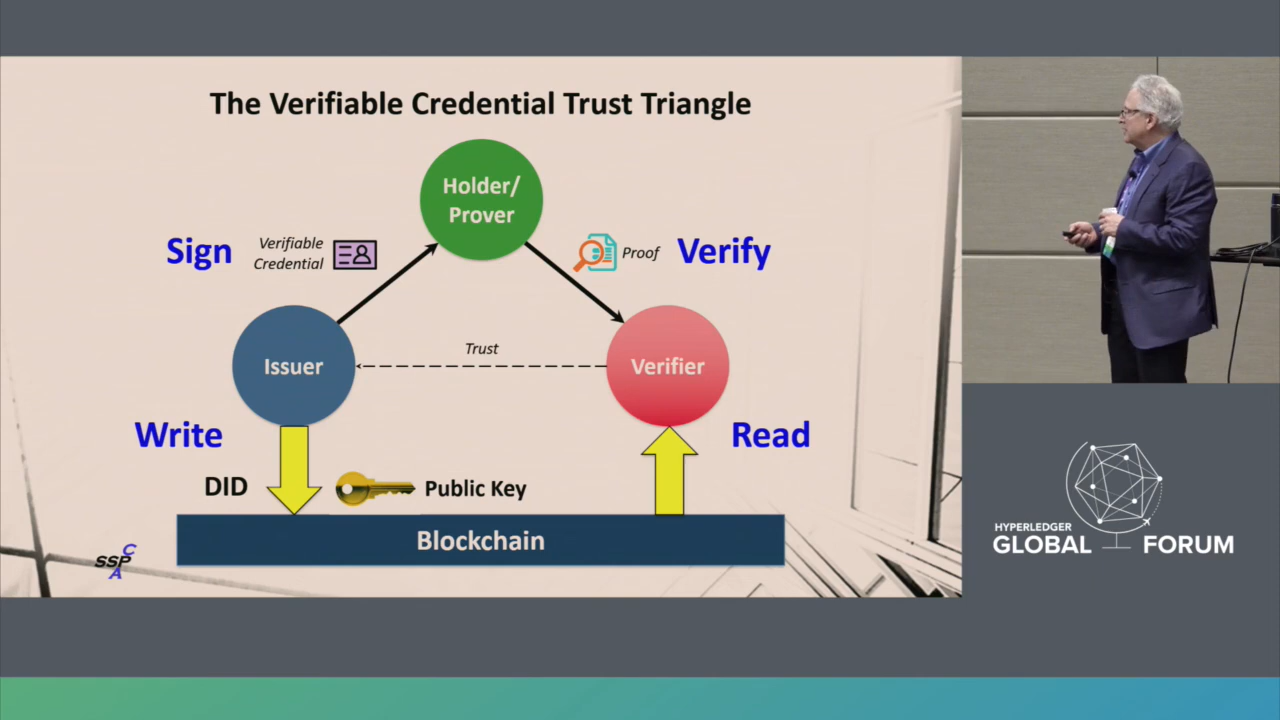 The Verifiable Credential Trust Triangle
Holder/
Prover
Sign
Verifiable
Credential
Proof
Verify
Issuer
Trust
Verifier
Write
Read
DID
Public Key
Blockchain
SSP
C
A
HYPERLEDGER
GLOBAL FORUM